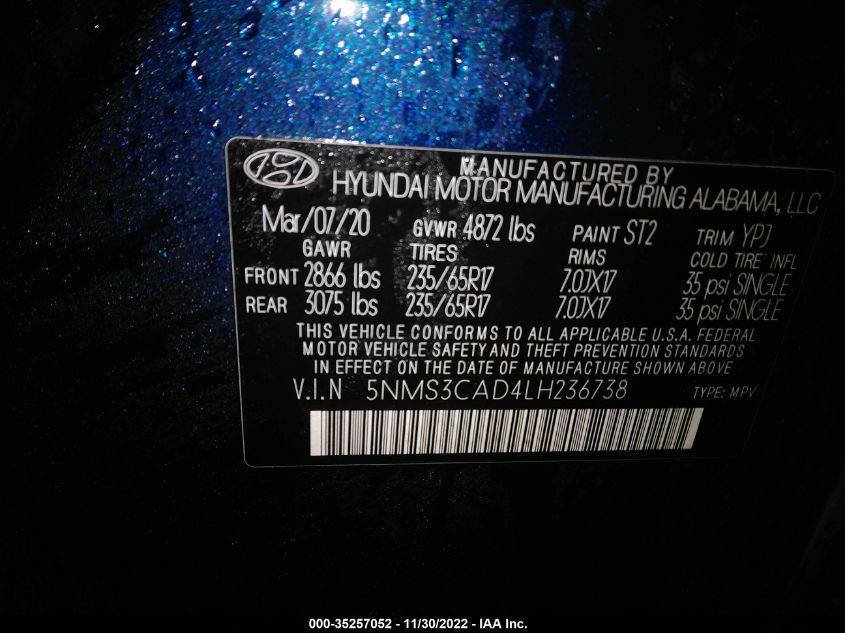 MANUFACTURED BY
HYUNDAI MOTOR MANUFACTURING ALABAMA, LLC
Mar/07/20 GVWR 4872 lbs PAINT ST2 TRIM YPJ
GAWR TIRES RIMS COLD TIRE INFL
FRONT 2866 lbs 235/65R17 7.0JX17 35 psi SINGLE
REAR 3075 lbs 235/65R17 7.0JX17 35 psi SINGLE
THIS VEHICLE CONFORMS TO ALL APPLICABLE U.S.A. FEDERAL
MOTOR VEHICLE SAFETY AND THEFT PREVENTION STANDARDS
IN EFFECT ON THE DATE OF MANUFACTURE SHOWN ABOVE
V.I.N 5NMS3CAD4LH236738 TYPE: MPV
000-35257052 - 11/30/2022 - IAA Inc.